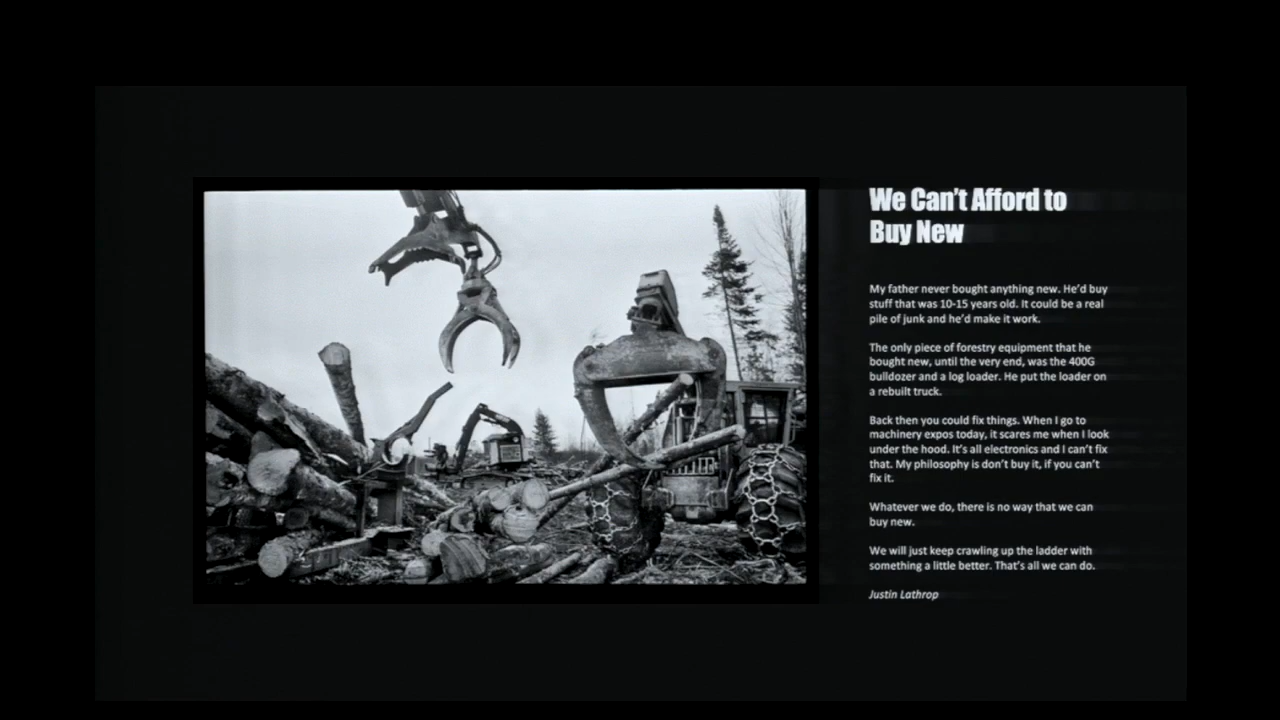 We Can't Afford to
Buy New
My father never bought anything new. He'd buy
stuff that was 10-15 years old. It could be a real
pile of junk and he'd make it work.
The only piece of forestry equipment that he
bought new, until the very end, was the 400G
bulldozer and a log loader. He put the loader on
a rebuilt truck.
Back then you could fix things. When I go to
machinery expos today, it scares me when I look
under the hood. It's all electronics and I can't fix
that. My philosophy is don't buy it, if you can't
fix it.
Whatever we do, there is no way that we can
buy new.
We will just keep crawling up the ladder with
something a little better. That's all we can do.
Justin Lathrop